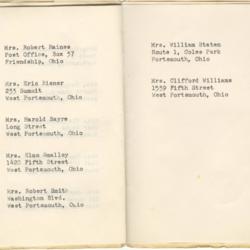 Mrs. Robert Raines
Post Office, Box 57
Friendship, Ohio
Mrs. Eric Riener
233 Summit
West Portsmouth, Ohio
Mrs. Harold Sayre
Long Street
West Portsmouth, Ohio
Mrs. Elna Smalley
1420 Fifth Street
West Portsmouth, Ohio
Mrs. Robert Smith
Washington Blvd.
West Portsmouth, Ohio
Mrs. William Staten
Route 1, Coles Park
Portsmouth, Ohio
Mrs. Clifford Williams
1539 Fifth Street
West Portsmouth, Ohio